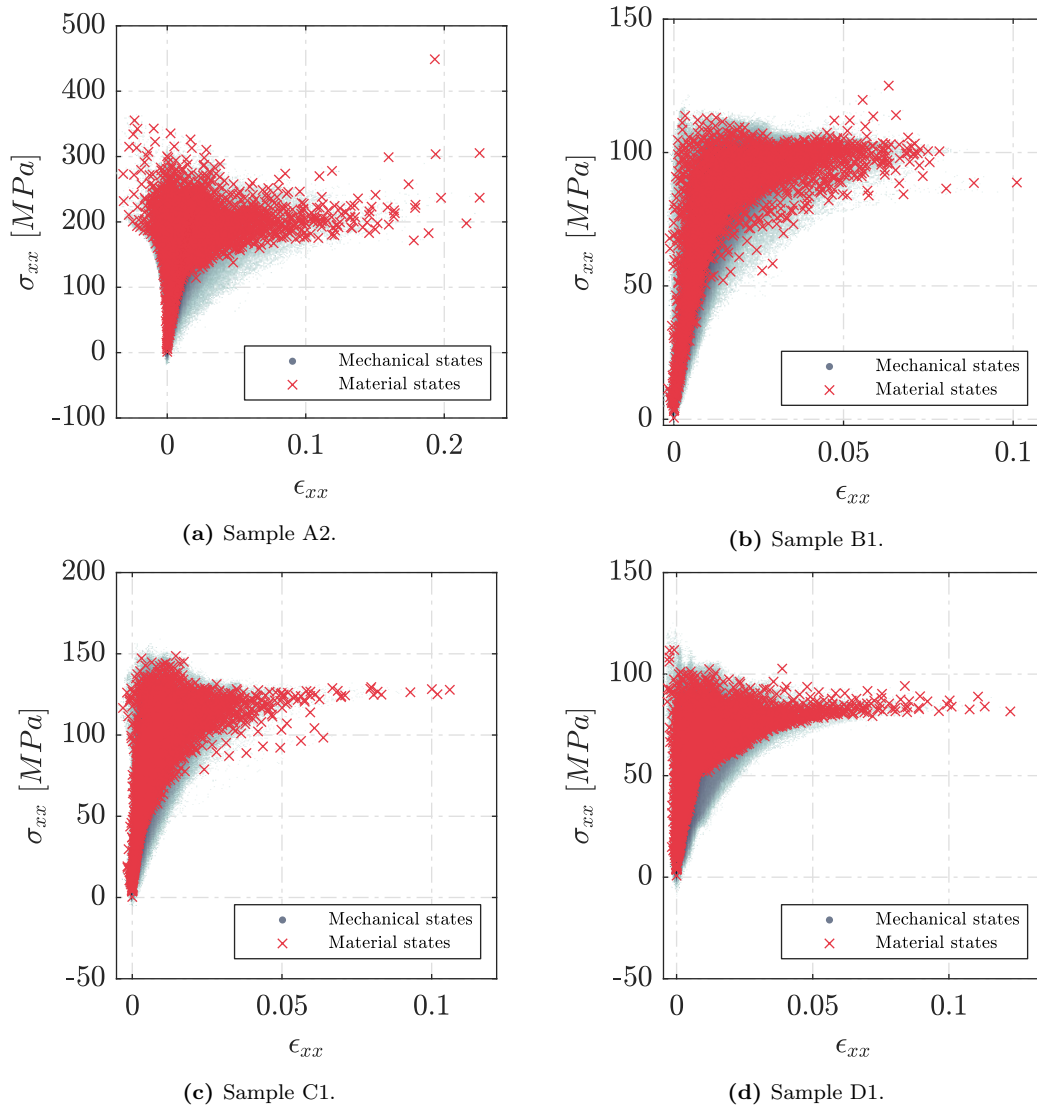 500
400
300
200
100
0
-100
σxx [MPa]
0
0.1
0.2
ϵxx
Mechanical states
Material states
(a) Sample A2.
150
100
50
0
σxx [MPa]
0
0.05
0.1
ϵxx
Mechanical states
Material states
(b) Sample B1.
200
150
100
50
0
-50
σxx [MPa]
0
0.05
0.1
ϵxx
Mechanical states
Material states
(c) Sample C1.
150
100
50
0
-50
σxx [MPa]
0
0.05
0.1
ϵxx
Mechanical states
Material states
(d) Sample D1.